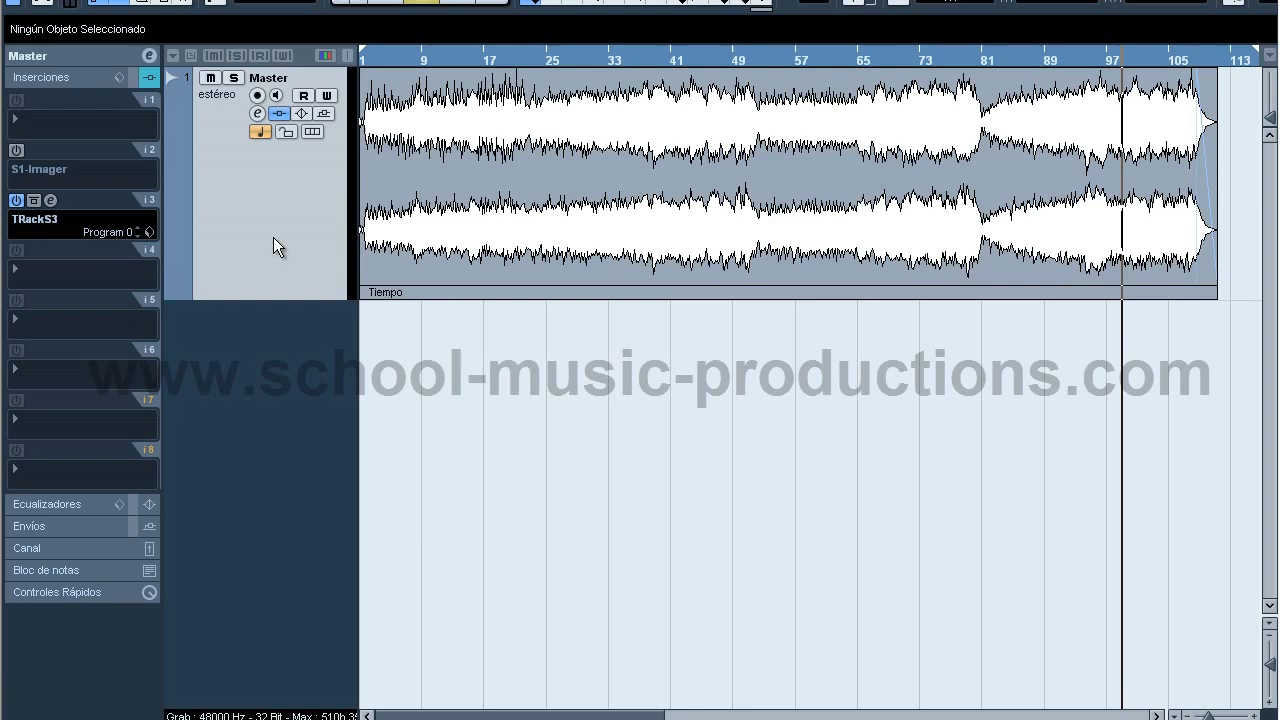 Ningún Objeto Seleccionado
Master
Inserciones
i 1
i 2
S1-Imager
i 3
TRackS3
Program 0
i 4
i 5
i 6
i 7
i 8
Ecualizadores
Envíos
Canal
Bloc de notas
Controles Rápidos
[M] [S] [R] [W]
1 M S Master
estéreo
R W
1 9 17 25 33 41 49 57 65 73 81 89 97 105 113
Tiempo
www.school-music-productions.com
Grab : 48000 Hz - 32 Bit - Max : 510h